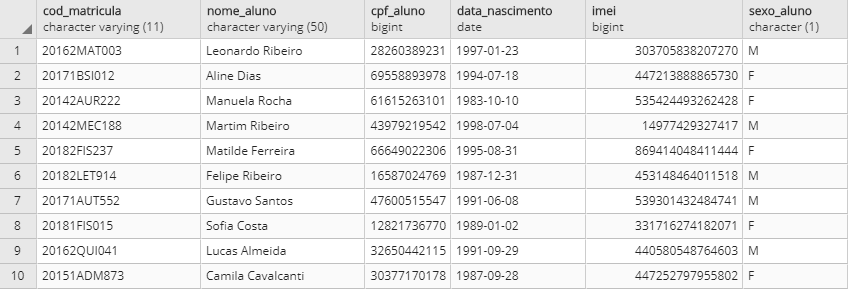 cod_matricula nome_aluno cpf_aluno data_nascimento imei sexo_aluno
character varying (11) character varying (50) bigint date bigint character (1)
1 20162MAT003 Leonardo Ribeiro 28260389231 1997-01-23 303705838207270 M
2 20171BSI012 Aline Dias 69558893978 1994-07-18 447213888865730 F
3 20142AUR222 Manuela Rocha 61615263101 1983-10-10 535424493262428 F
4 20142MEC188 Martim Ribeiro 43979219542 1998-07-04 14977429327417 M
5 20182FIS237 Matilde Ferreira 66649022306 1995-08-31 869414048411444 F
6 20182LET914 Felipe Ribeiro 16587024769 1987-12-31 453148464011518 M
7 20171AUT552 Gustavo Santos 47600515547 1991-06-08 539301432484741 M
8 20181FIS015 Sofia Costa 12821736770 1989-01-02 331716274182071 F
9 20162QUI041 Lucas Almeida 32650442115 1991-09-29 440580548764603 M
10 20151ADM873 Camila Cavalcanti 30377170178 1987-09-28 447252797955802 F